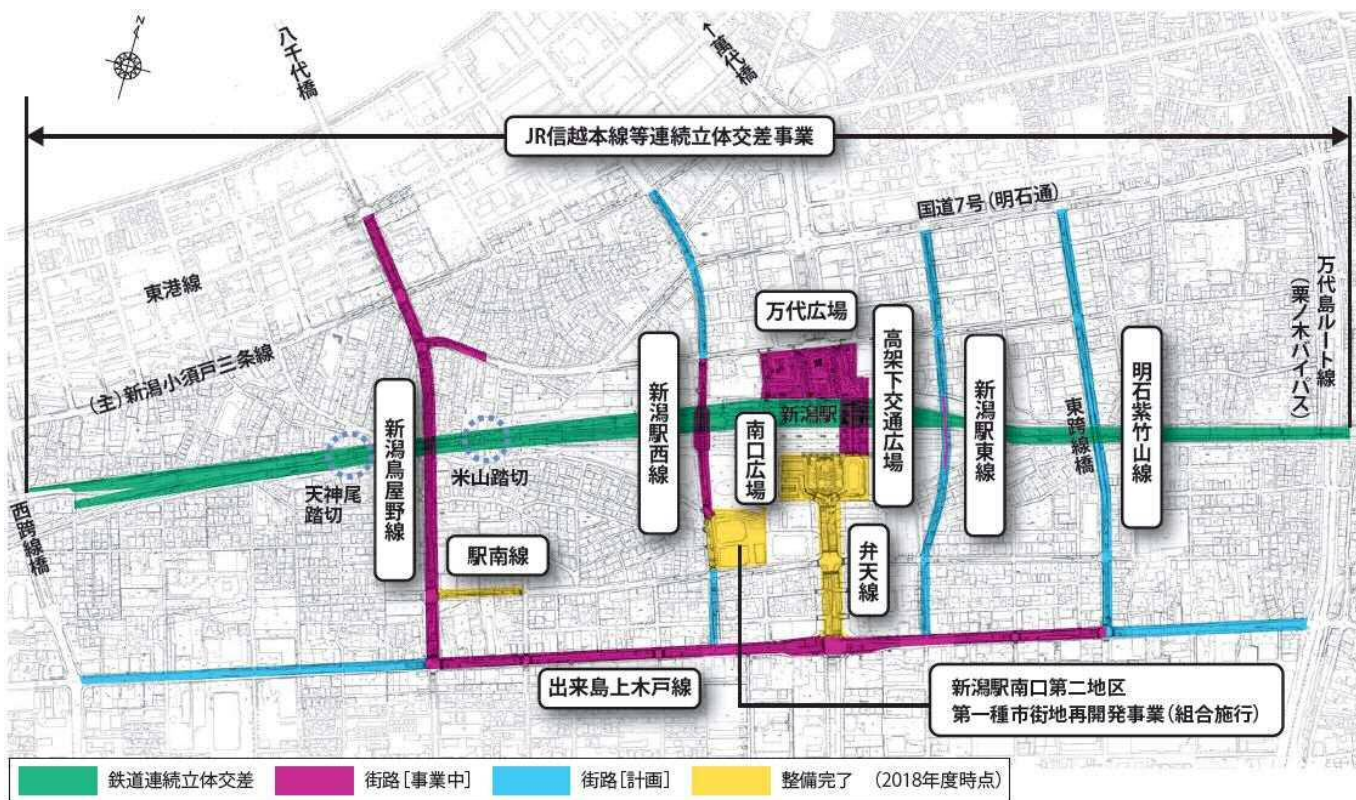 N
八千代橋
↑萬代橋
JR信越本線等連続立体交差事業
国道7号(明石通)
東港線
(主)新潟小須戸三条線
万代島ルート線
(栗ノ木バイパス)
万代広場
高架下交通広場
新潟駅西線
新潟駅東線
明石紫竹山線
東跨線橋
新潟鳥屋野線
新潟駅
南口広場
天神尾
踏切
米山踏切
西跨線橋
駅南線
弁天線
出来島上木戸線
新潟駅南口第二地区
第一種市街地再開発事業(組合施行)
鉄道連続立体交差
街路[事業中]
街路[計画]
整備完了
(2018年度時点)